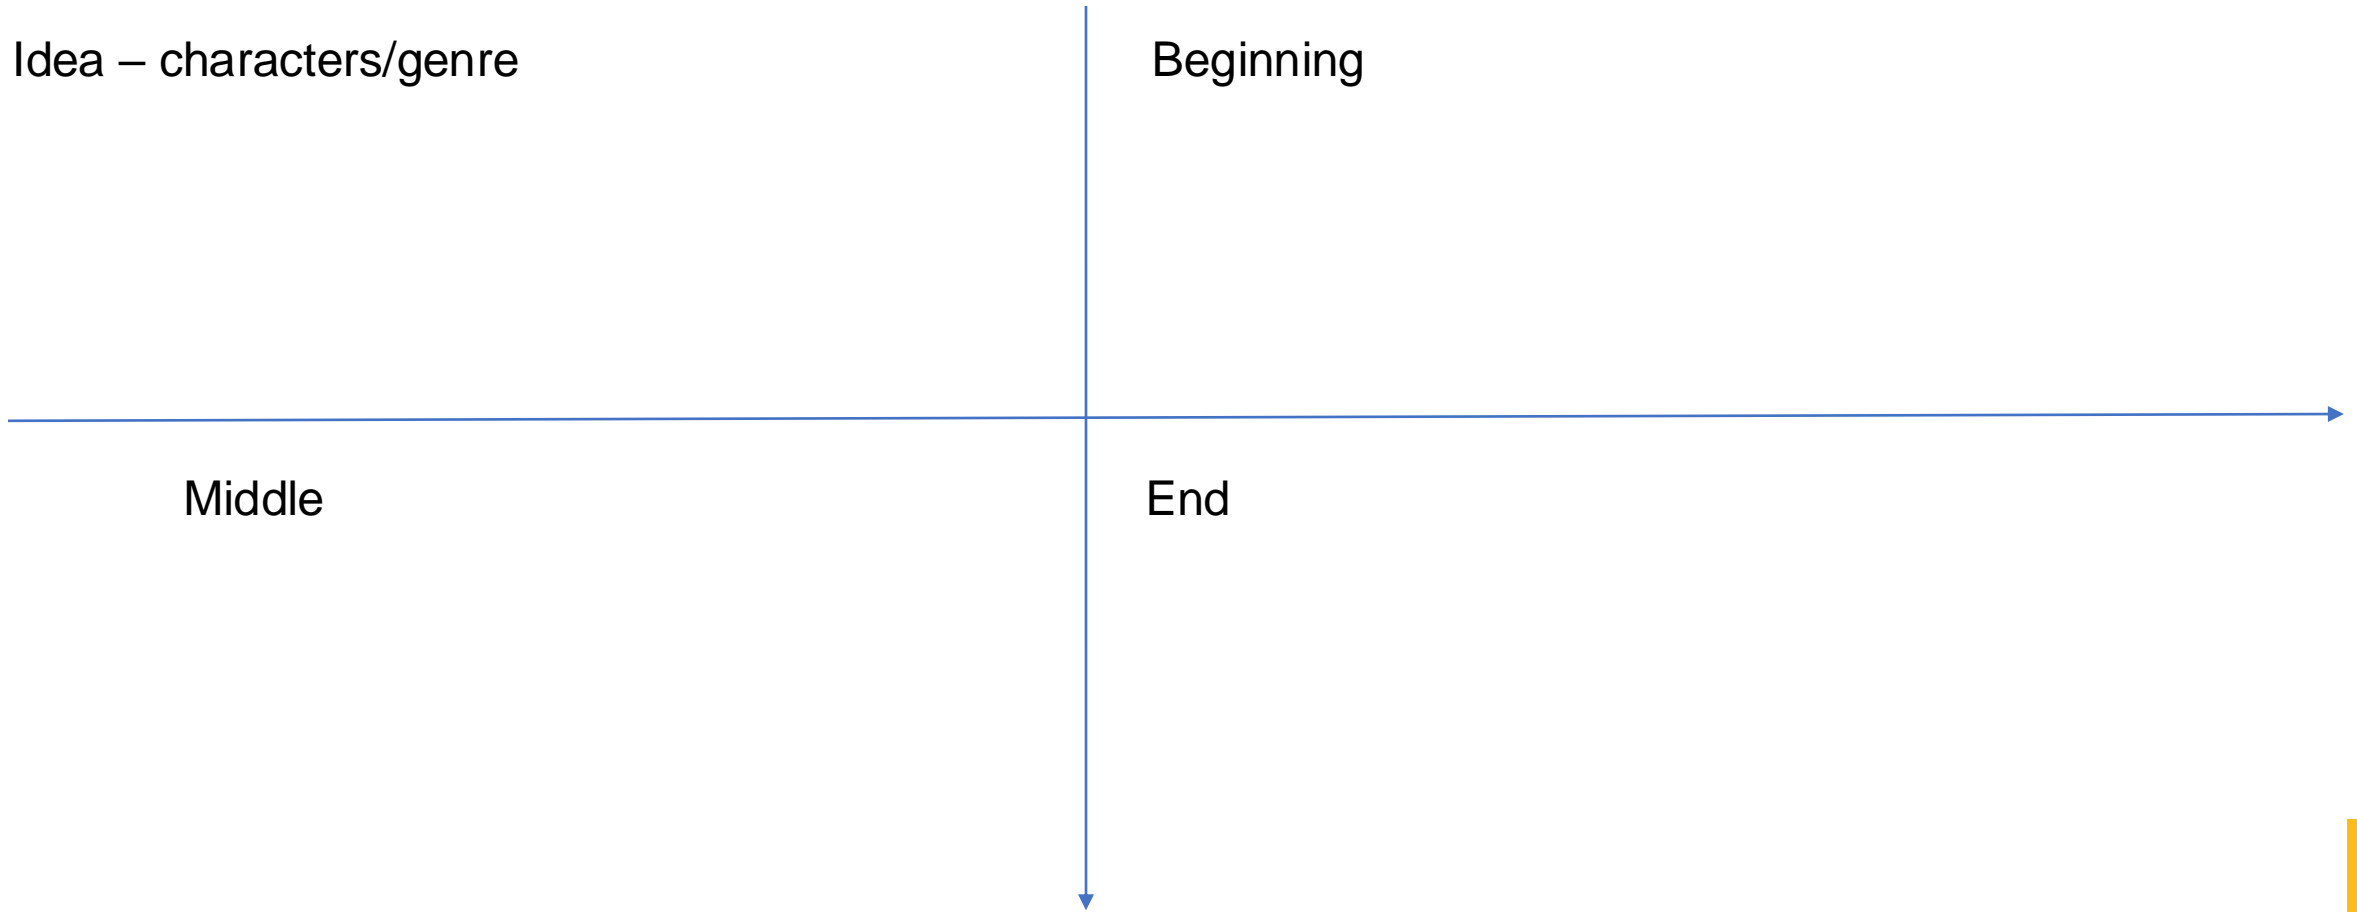 Idea – characters/genre
Beginning
Middle
End